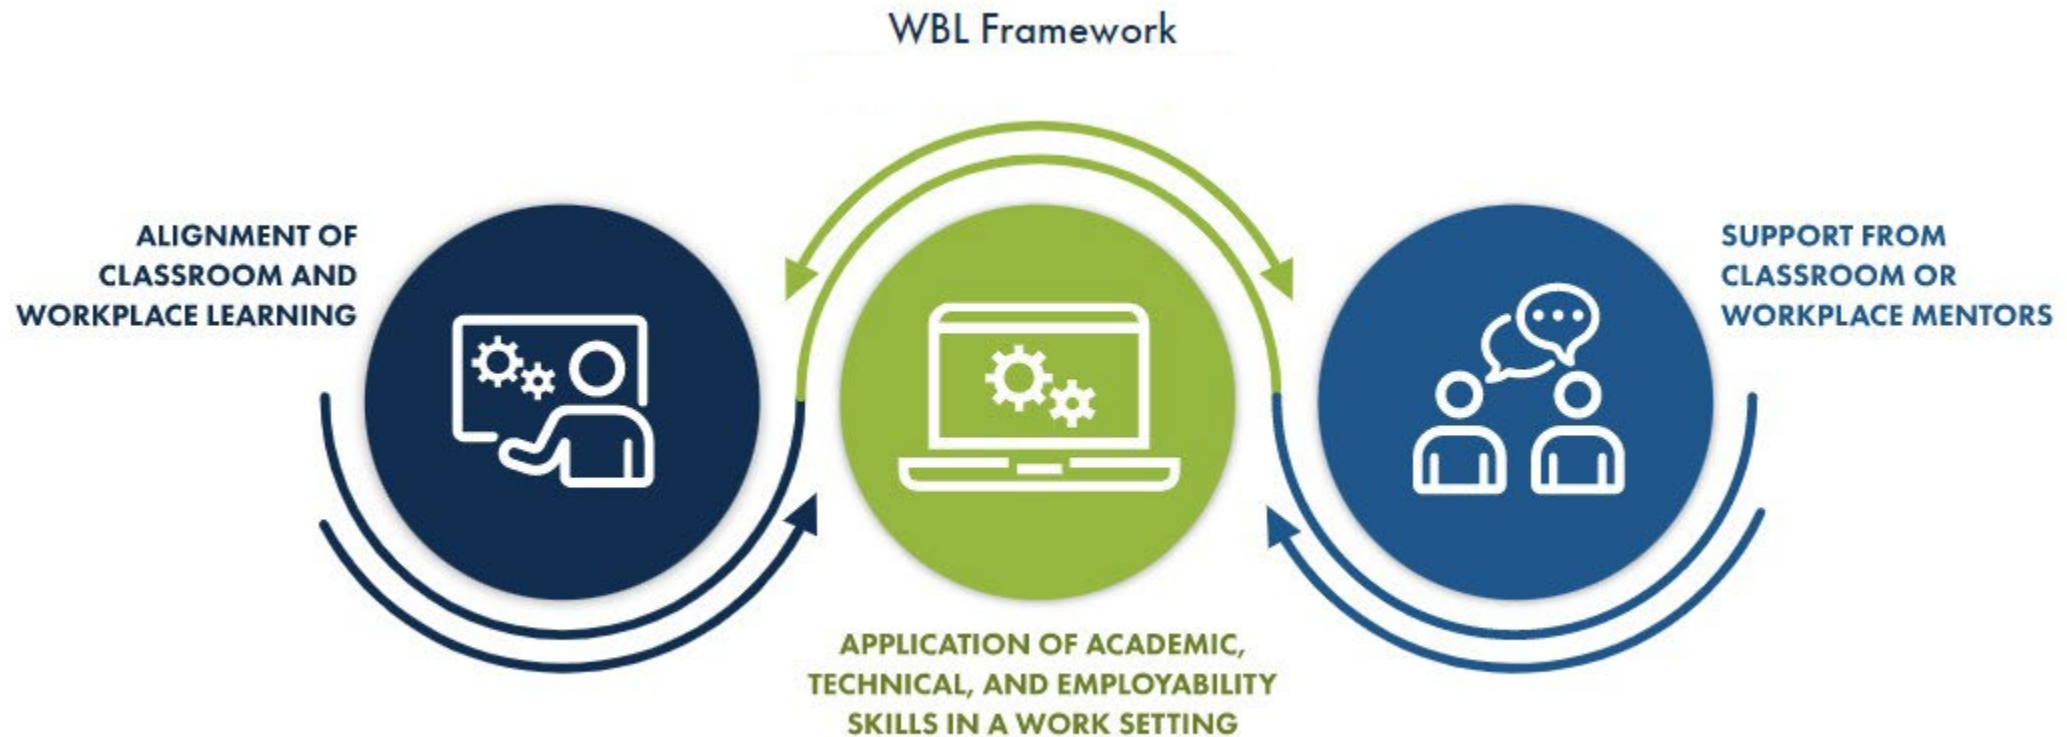 WBL Framework
ALIGNMENT OF
CLASSROOM AND
WORKPLACE LEARNING
APPLICATION OF ACADEMIC,
TECHNICAL, AND EMPLOYABILITY
SKILLS IN A WORK SETTING
SUPPORT FROM
CLASSROOM OR
WORKPLACE MENTORS